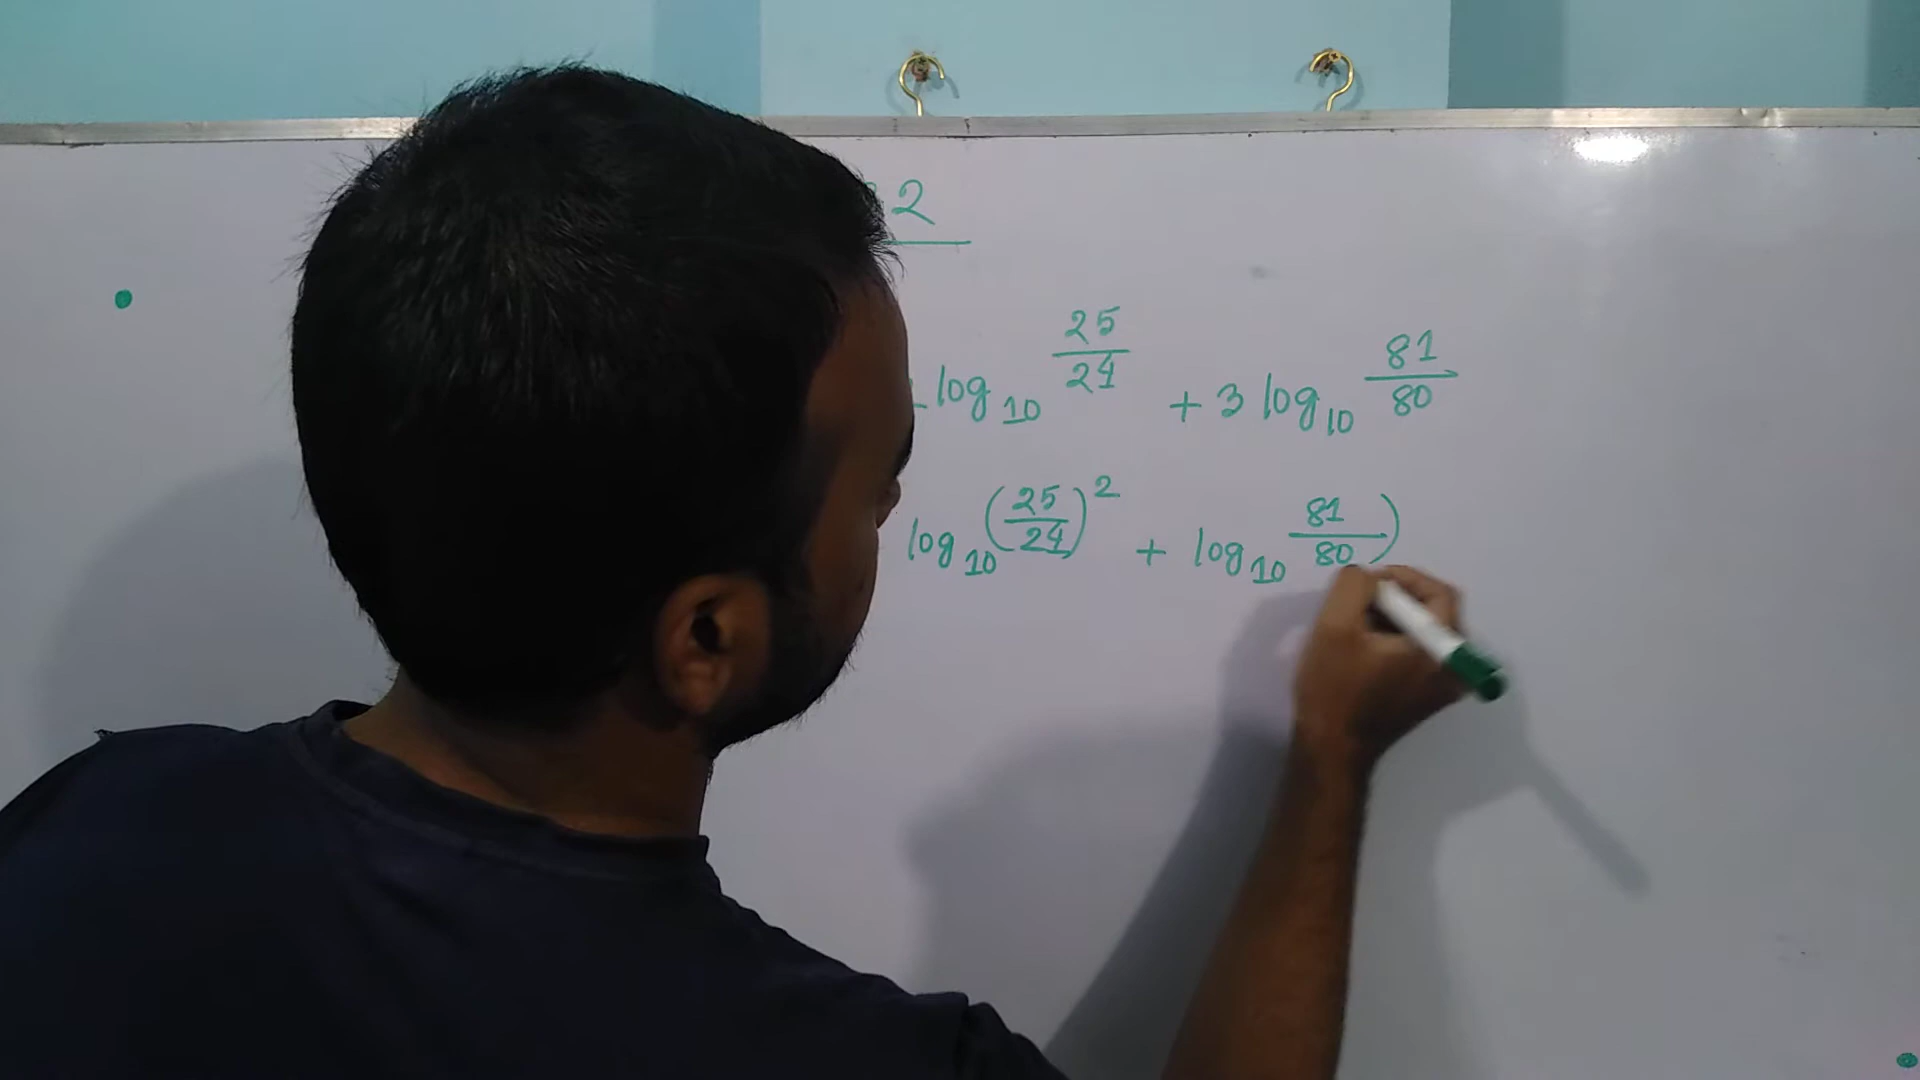 2
log₁₀ 25/24 + 3 log₁₀ 81/80
log₁₀ (25/24)² + log₁₀ 81/80)